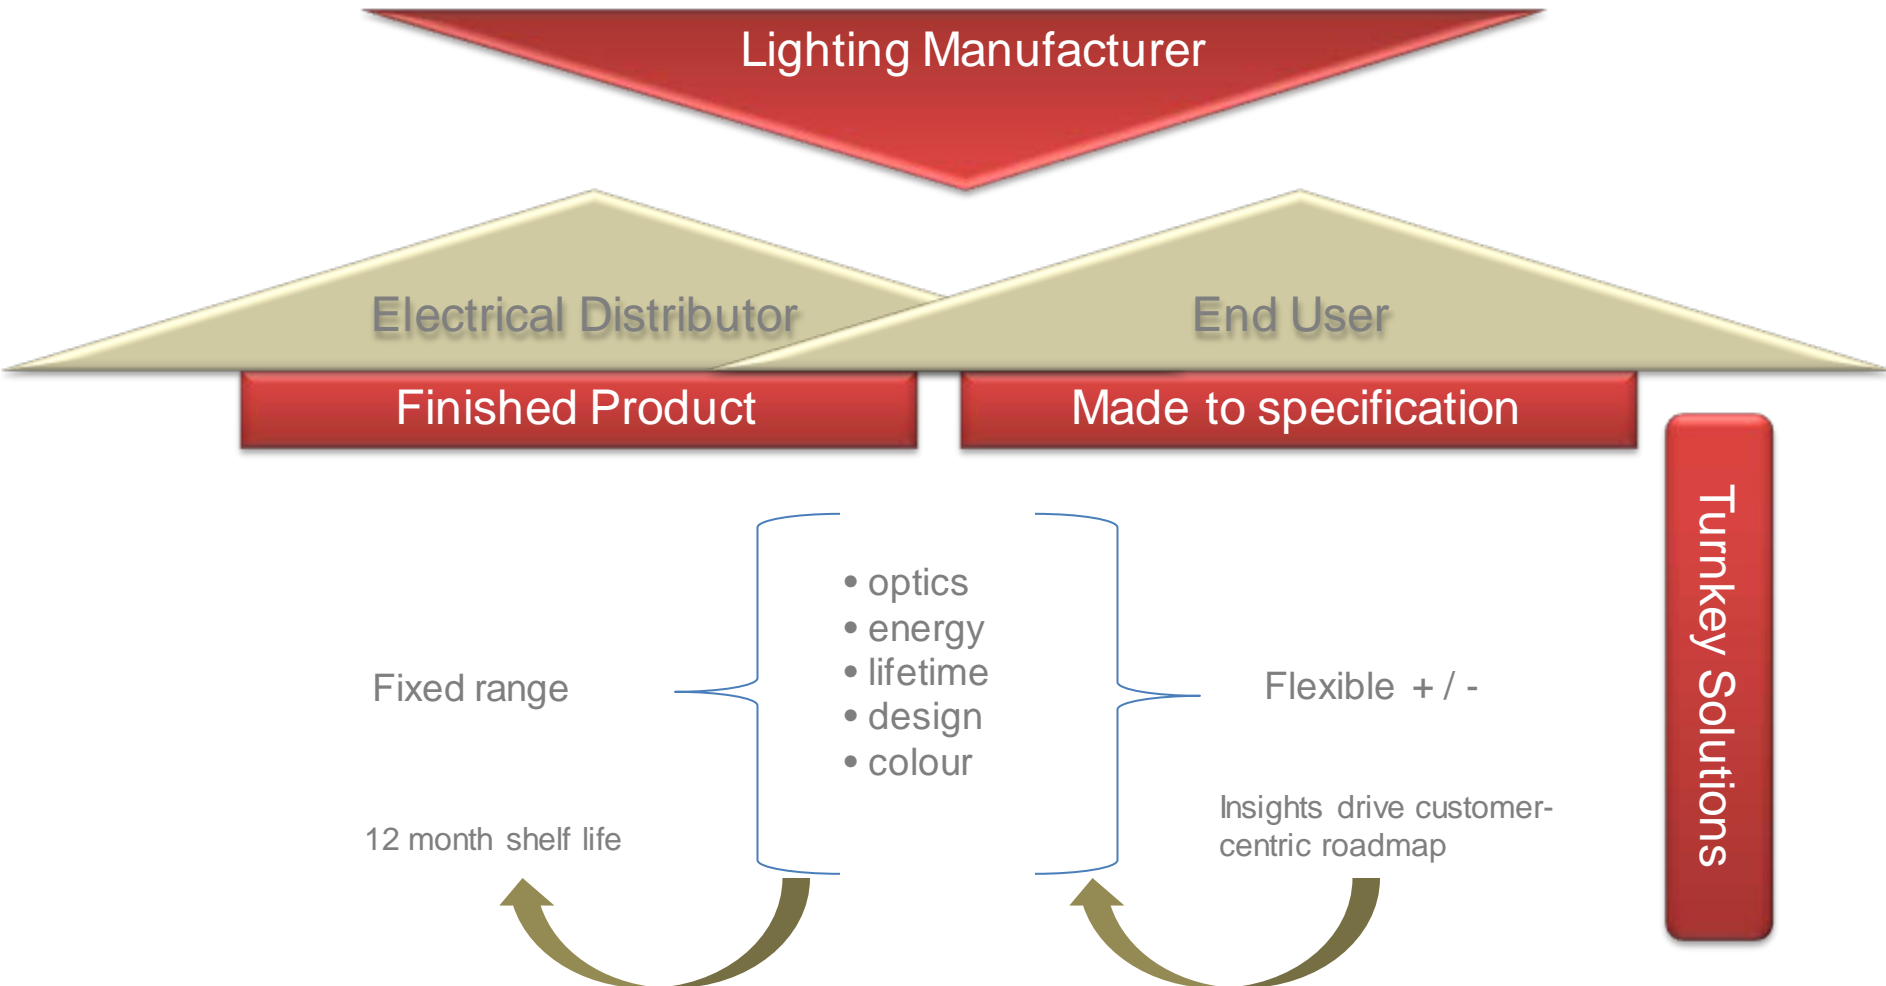 Lighting Manufacturer
Electrical Distributor
End User
Finished Product
Made to specification
• optics
• energy
• lifetime
• design
• colour
Fixed range
Flexible + / -
12 month shelf life
Insights drive customer-
centric roadmap
Turnkey Solutions